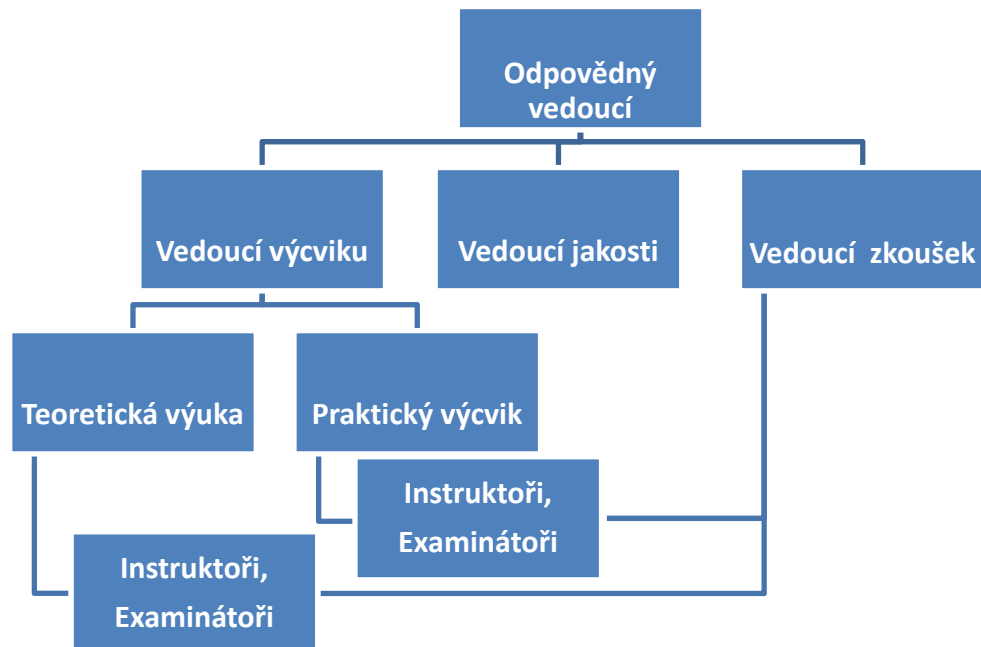 Odpovědný
vedoucí
Vedoucí výcviku
Vedoucí jakosti
Vedoucí  zkoušek
Teoretická výuka
Praktický výcvik
Instruktoři,
Examinátoři
Instruktoři,
Examinátoři